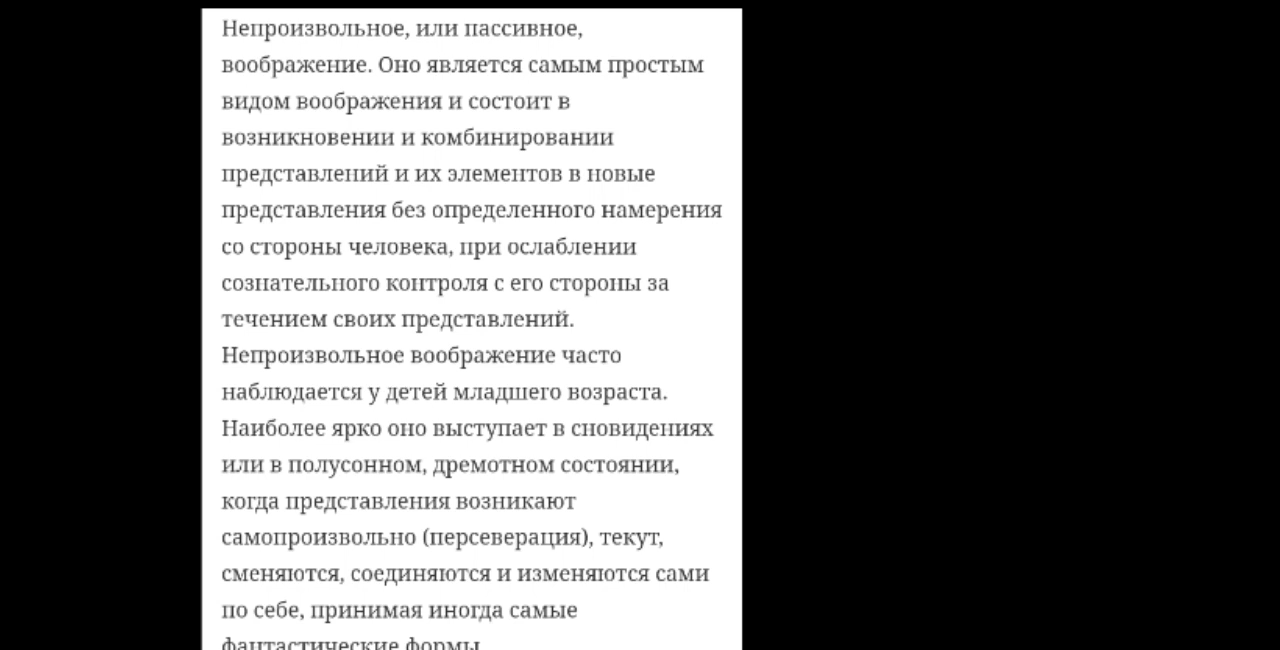 Непроизвольное, или пассивное,
воображение. Оно является самым простым
видом воображения и состоит в
возникновении и комбинировании
представлений и их элементов в новые
представления без определенного намерения
со стороны человека, при ослаблении
сознательного контроля с его стороны за
течением своих представлений.
Непроизвольное воображение часто
наблюдается у детей младшего возраста.
Наиболее ярко оно выступает в сновидениях
или в полусонном, дремотном состоянии,
когда представления возникают
самопроизвольно (персеверация), текут,
сменяются, соединяются и изменяются сами
по себе, принимая иногда самые
фантастические формы